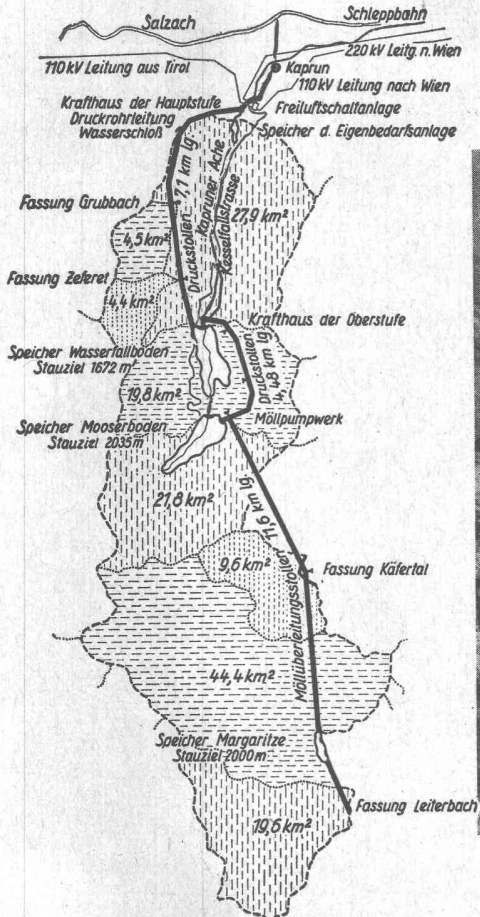 Salzach
Schleppbahn
220 kV Leitg. n. Wien
110 kV Leitung aus Tirol
Kaprun
110 kV Leitung nach Wien
Krafthaus der Hauptstufe
Druckrohrleitung
Wasserschloß
Freiluftschaltanlage
Speicher d. Eigenbedarfsanlage
Druckstollen 7,1 km lg.
Kapruner Ache
Kesselfallstrasse
27,9 km²
Fassung Grubbach
4,5 km²
Fassung Zeferet
4,4 km²
Krafthaus der Oberstufe
Speicher Wasserfallboden
Stauziel 1672 m
Druckstollen
4,48 km lg.
19,8 km²
Speicher Mooserboden
Stauziel 2035 m
Möllpumpwerk
21,8 km²
Möllüberleitungsstollen, 11,6 km lg.
9,6 km²
Fassung Käfertal
44,4 km²
Speicher Margaritze
Stauziel 2000 m
Fassung Leiterbach
19,6 km²